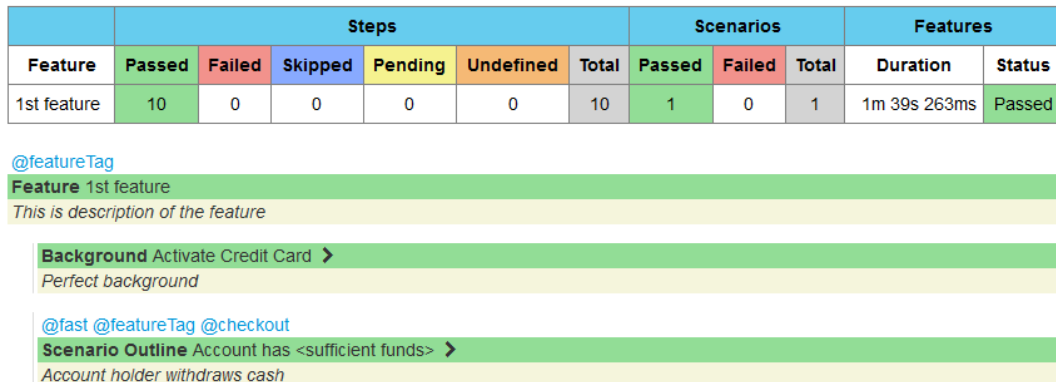 Steps Scenarios Features
Feature Passed Failed Skipped Pending Undefined Total Passed Failed Total Duration Status
1st feature 10 0 0 0 0 10 1 0 1 1m 39s 263ms Passed
@featureTag
Feature 1st feature
This is description of the feature
Background Activate Credit Card
Perfect background
@fast @featureTag @checkout
Scenario Outline Account has <sufficient funds>
Account holder withdraws cash